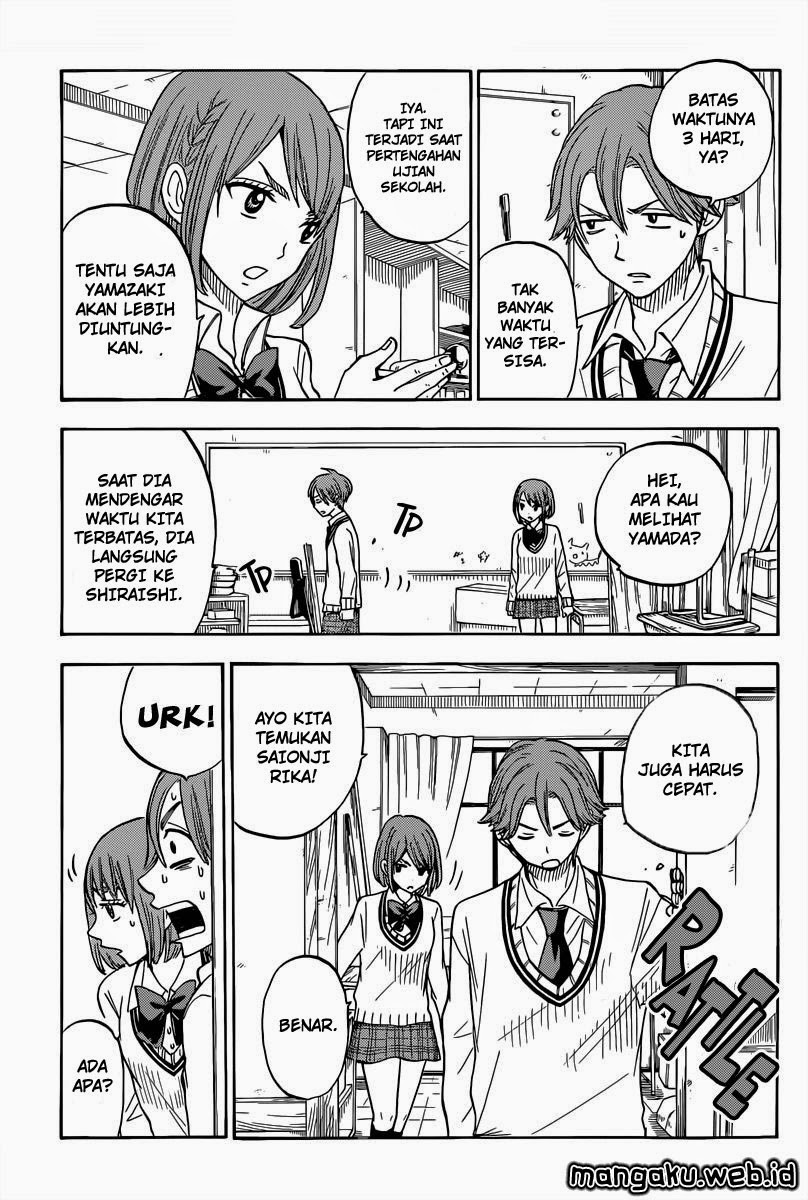 BATAS
WAKTUNYA
3 HARI,
YA?
TAK
BANYAK
WAKTU
YANG TER-
SISA.
IYA.
TAPI INI
TERJADI SAAT
PERTENGAHAN
UJIAN
SEKOLAH.
TENTU SAJA
YAMAZAKI
AKAN LEBIH
DIUNTUNG-
KAN.
HEI,
APA KAU
MELIHAT
YAMADA?
TP
TP
SAAT DIA
MENDENGAR
WAKTU KITA
TERBATAS, DIA
LANGSUNG
PERGI KE
SHIRAISHI.
KITA
JUGA HARUS
CEPAT.
AYO KITA
TEMUKAN
SAIONJI
RIKA!
BENAR.
RATTLE
URK!
ADA
APA?
mangaku.web.id